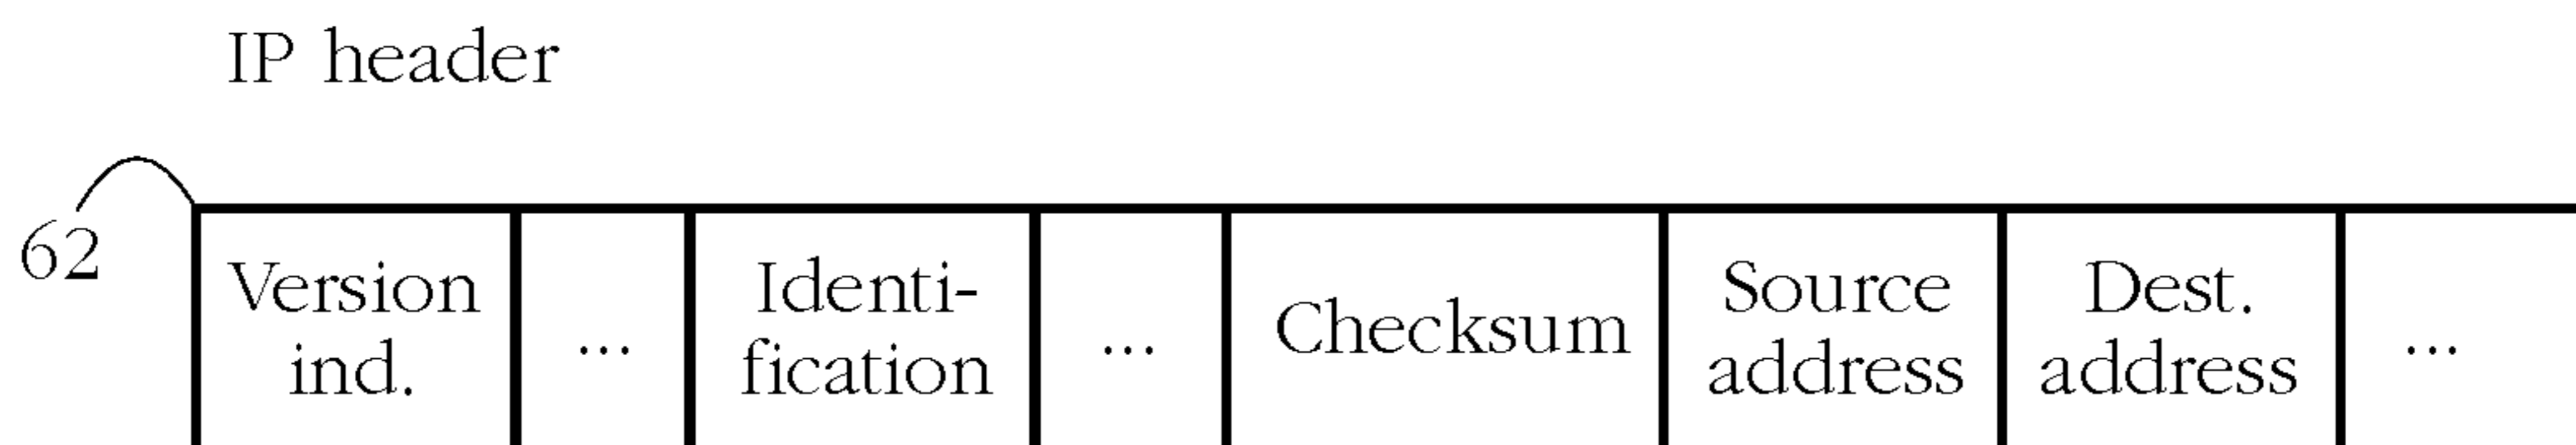 IP header
62
Version
ind.
...
Identi-
fication
...
Checksum
Source
address
Dest.
address
...